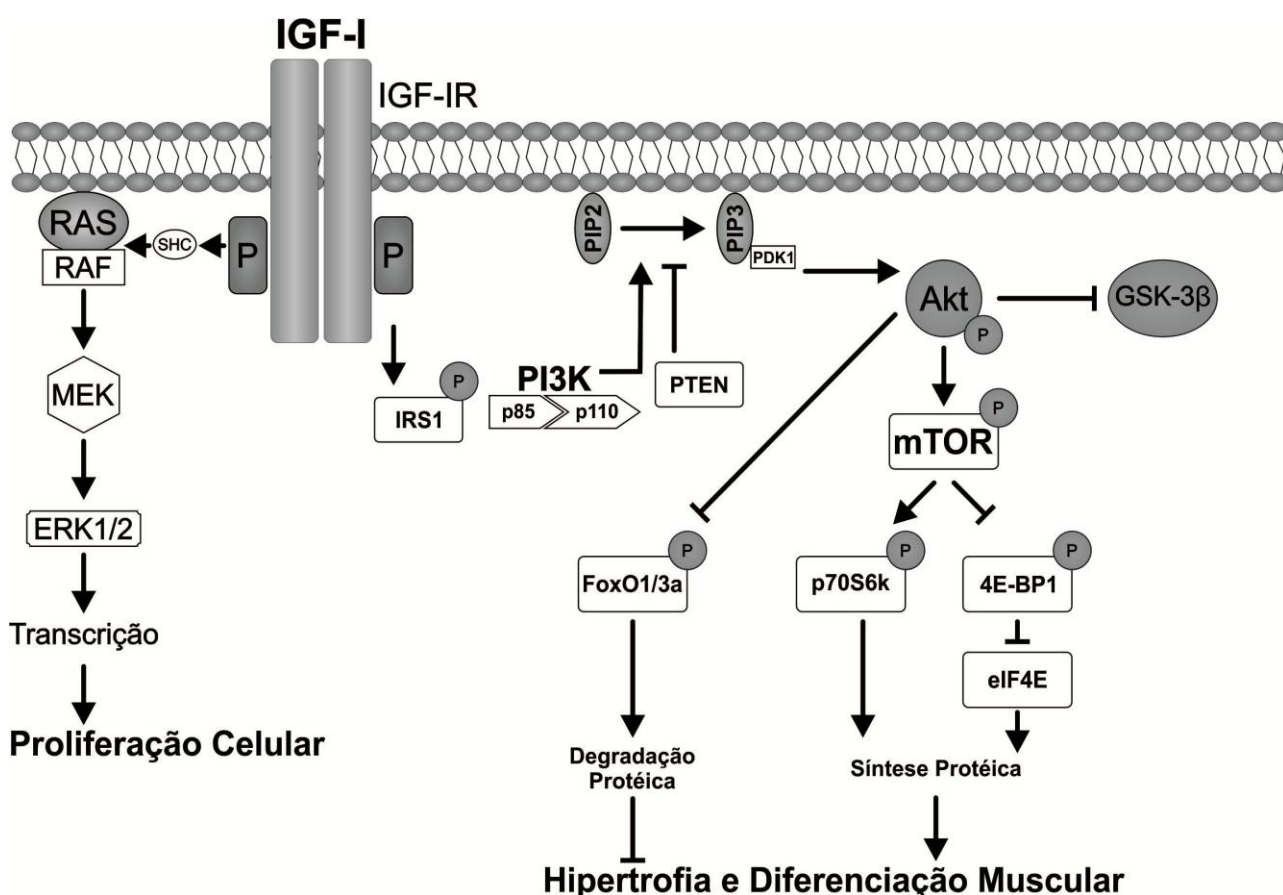 IGF-I
IGF-IR
RAS
RAF
SHC
P
P
PIP2
PIP3
PDK1
Akt
P
GSK-3β
MEK
P
IRS1
PI3K
p85
p110
PTEN
P
mTOR
ERK1/2
P
FoxO1/3a
P
p70S6k
P
4E-BP1
Transcrição
eIF4E
Proliferação Celular
Degradação
Protéica
Síntese Protéica
Hipertrofia e Diferenciação Muscular